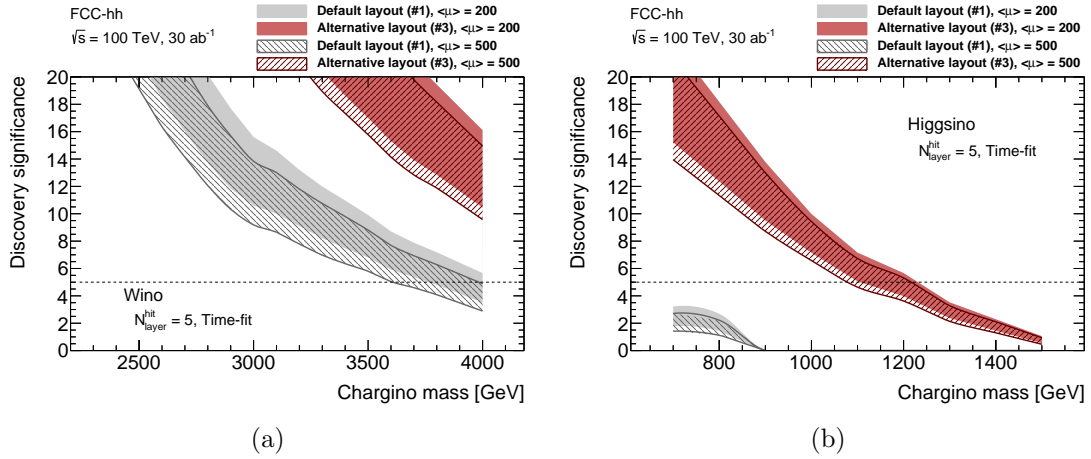 FCC-hh
√s = 100 TeV, 30 ab⁻¹
Default layout (#1), <μ> = 200
Alternative layout (#3), <μ> = 200
Default layout (#1), <μ> = 500
Alternative layout (#3), <μ> = 500
Discovery significance
20
18
16
14
12
10
8
6
4
2
0
Wino
N^hit_layer = 5, Time-fit
2500 3000 3500 4000
Chargino mass [GeV]
(a)
FCC-hh
√s = 100 TeV, 30 ab⁻¹
Default layout (#1), <μ> = 200
Alternative layout (#3), <μ> = 200
Default layout (#1), <μ> = 500
Alternative layout (#3), <μ> = 500
Discovery significance
20
18
16
14
12
10
8
6
4
2
0
Higgsino
N^hit_layer = 5, Time-fit
800 1000 1200 1400
Chargino mass [GeV]
(b)